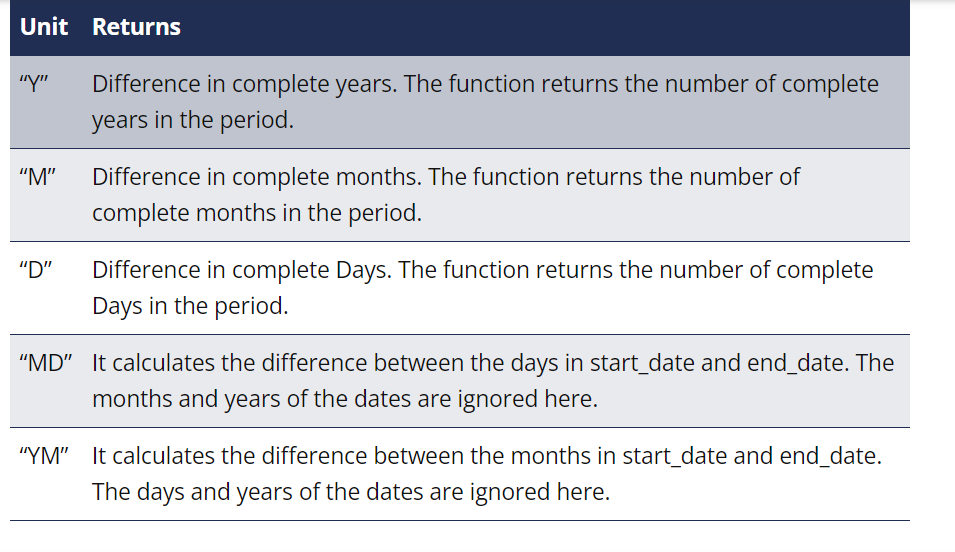 Unit Returns
“Y” Difference in complete years. The function returns the number of complete
years in the period.
“M” Difference in complete months. The function returns the number of
complete months in the period.
“D” Difference in complete Days. The function returns the number of complete
Days in the period.
“MD” It calculates the difference between the days in start_date and end_date. The
months and years of the dates are ignored here.
“YM” It calculates the difference between the months in start_date and end_date.
The days and years of the dates are ignored here.